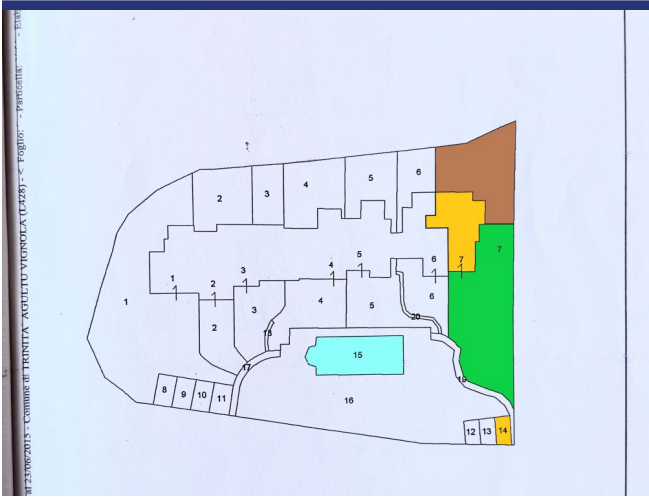 al 23/06/2015 - Comune di TRINITA' AGULTU VIGNOLA (L428) - < Foglio: - Particella:
2 3 4 5 6
7
1 2 3 4 5 6 7
1 2 3 4 5 6
18 20
15
17 19
8 9 10 11 16
12 13 14